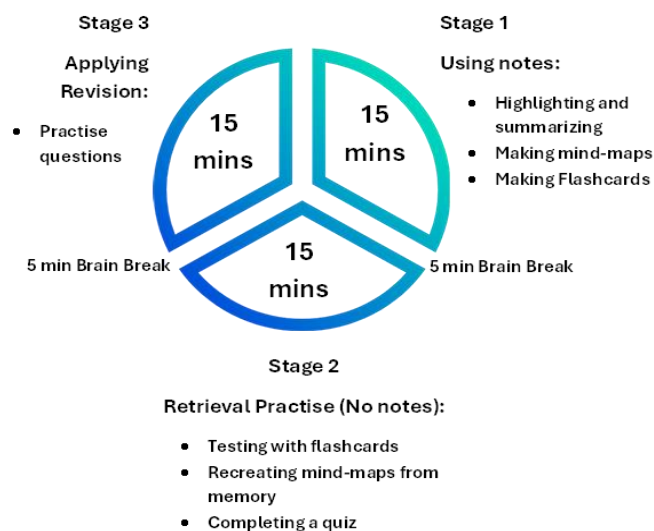 Stage 1
Using notes:
• Highlighting and
summarizing
• Making mind-maps
• Making Flashcards
15
mins
5 min Brain Break
15
mins
Stage 2
Retrieval Practise (No notes):
• Testing with flashcards
• Recreating mind-maps from
memory
• Completing a quiz
5 min Brain Break
Stage 3
Applying
Revision:
• Practise
questions
15
mins